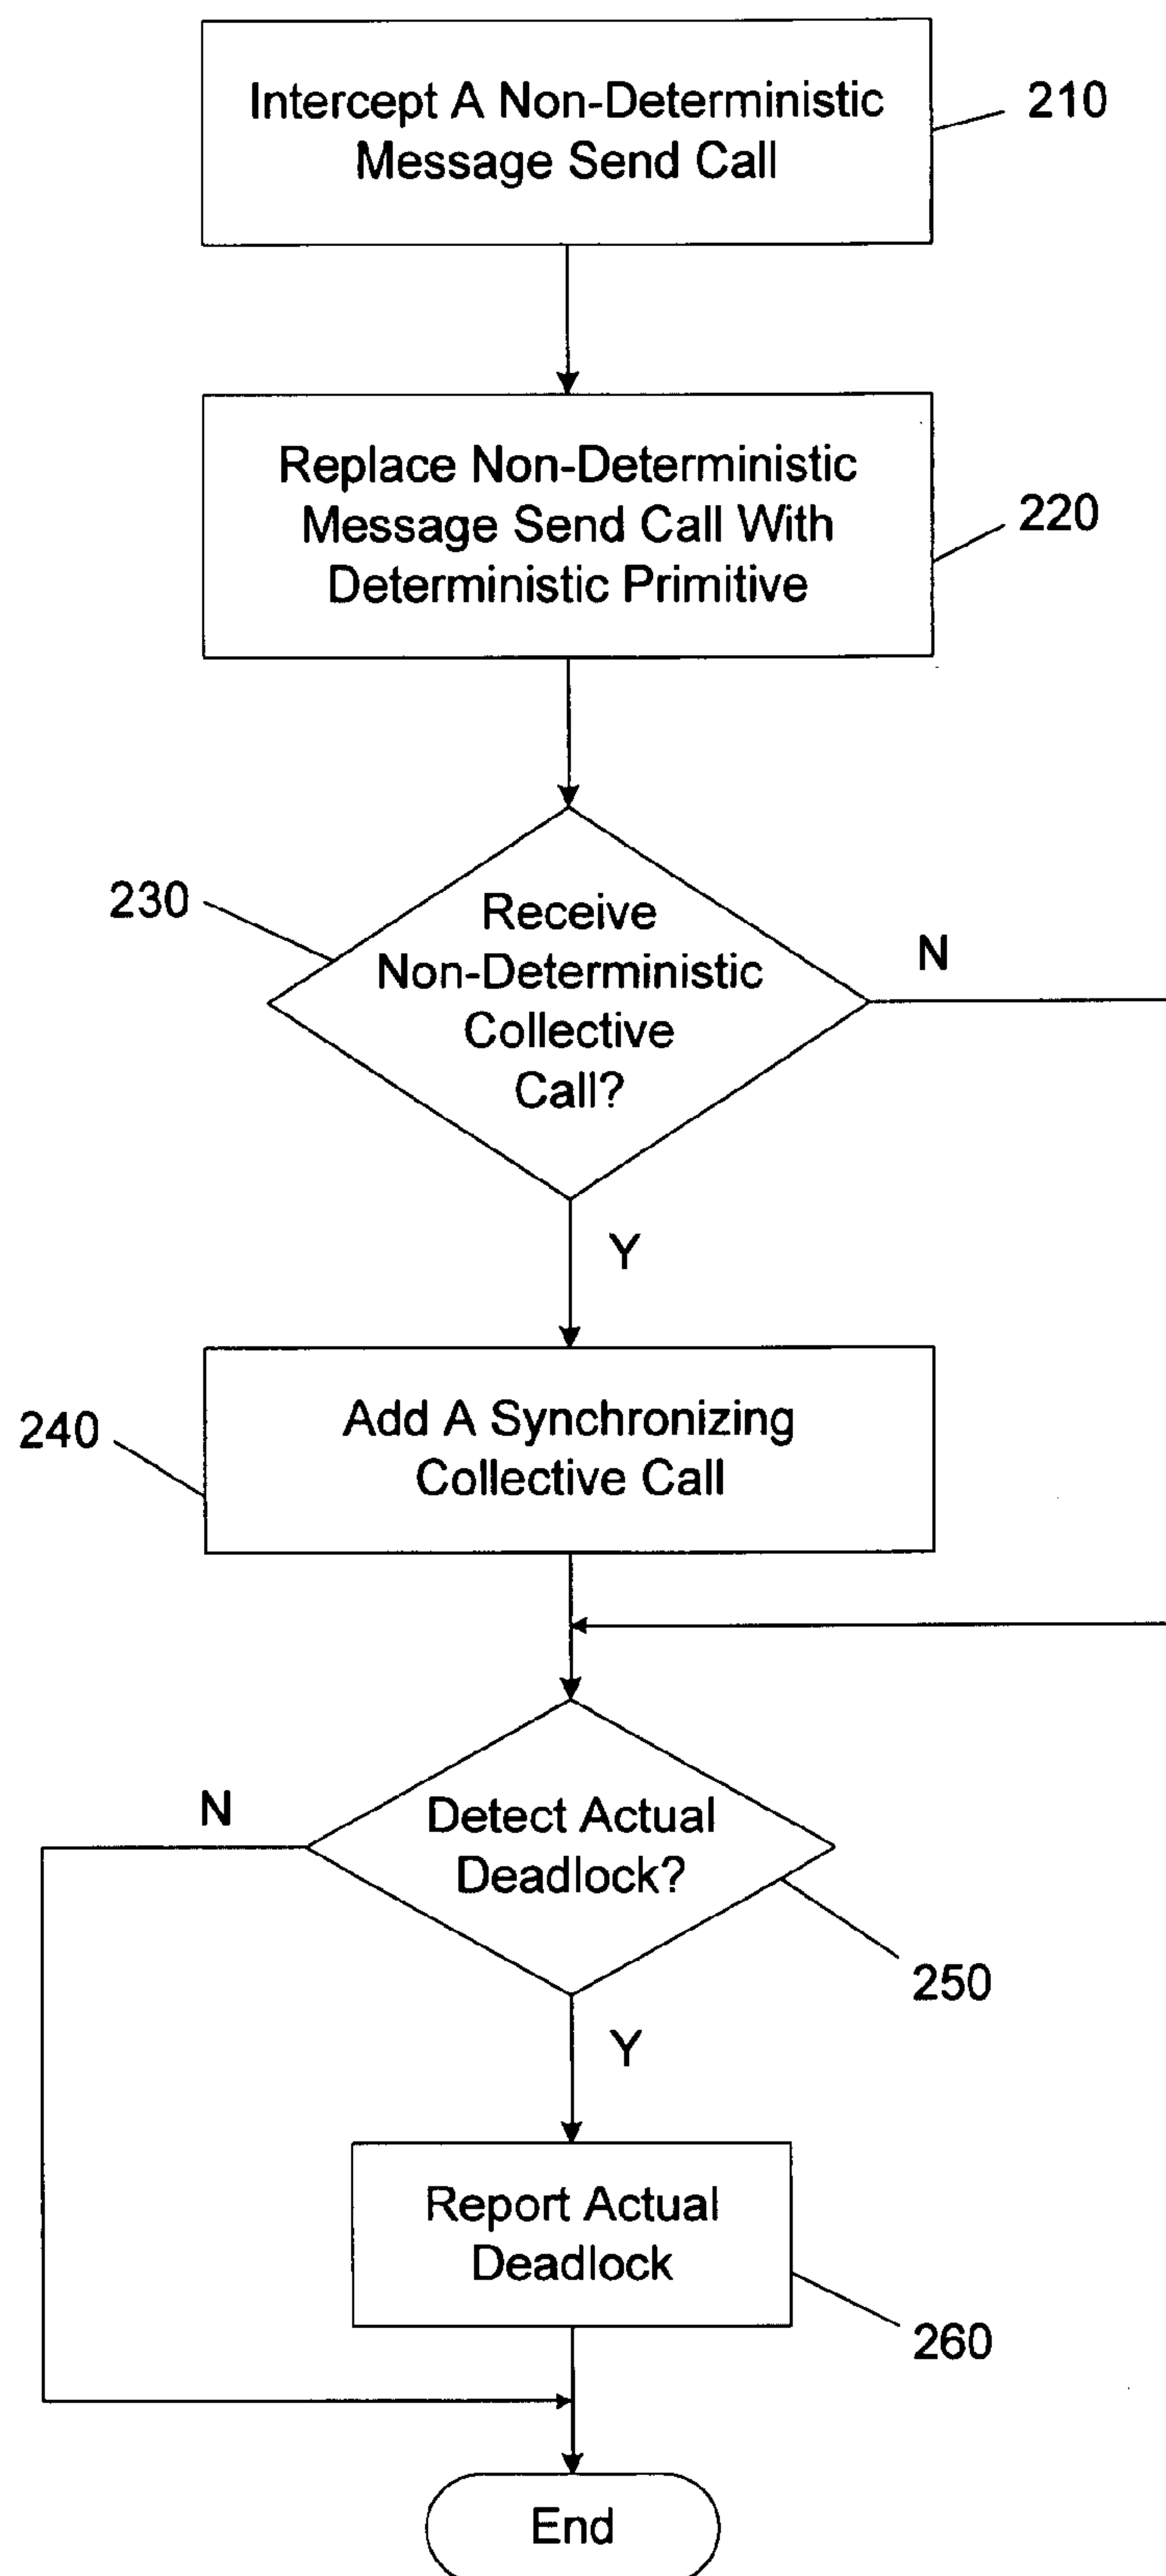 Intercept A Non-Deterministic
Message Send Call
210
Replace Non-Deterministic
Message Send Call With
Deterministic Primitive
220
230
Receive
Non-Deterministic
Collective
Call?
N
Y
240
Add A Synchronizing
Collective Call
N
Detect Actual
Deadlock?
250
Y
Report Actual
Deadlock
260
End